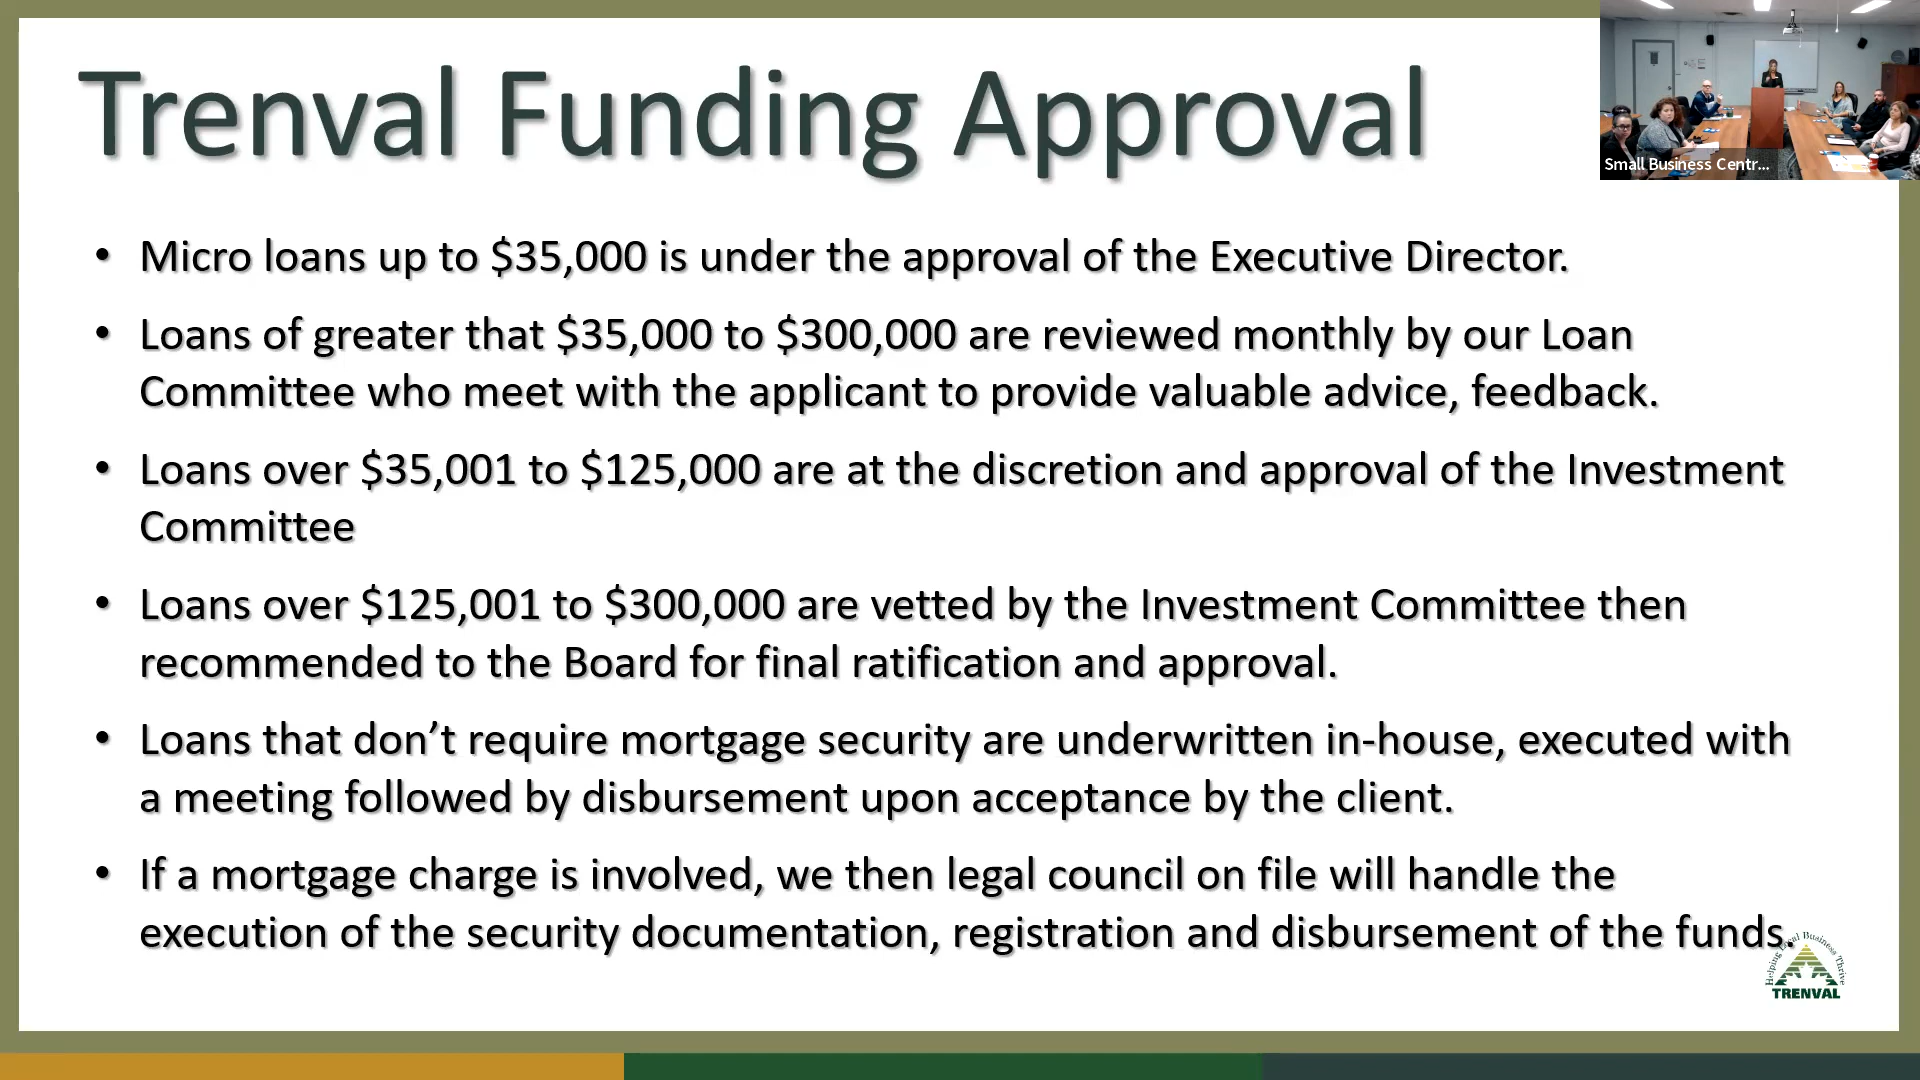 Trenval Funding Approval
Small Business Centr...
• Micro loans up to $35,000 is under the approval of the Executive Director.
• Loans of greater that $35,000 to $300,000 are reviewed monthly by our Loan
Committee who meet with the applicant to provide valuable advice, feedback.
• Loans over $35,001 to $125,000 are at the discretion and approval of the Investment
Committee
• Loans over $125,001 to $300,000 are vetted by the Investment Committee then
recommended to the Board for final ratification and approval.
• Loans that don’t require mortgage security are underwritten in-house, executed with
a meeting followed by disbursement upon acceptance by the client.
• If a mortgage charge is involved, we then legal council on file will handle the
execution of the security documentation, registration and disbursement of the funds.
Helping Local Business Thrive
TRENVAL